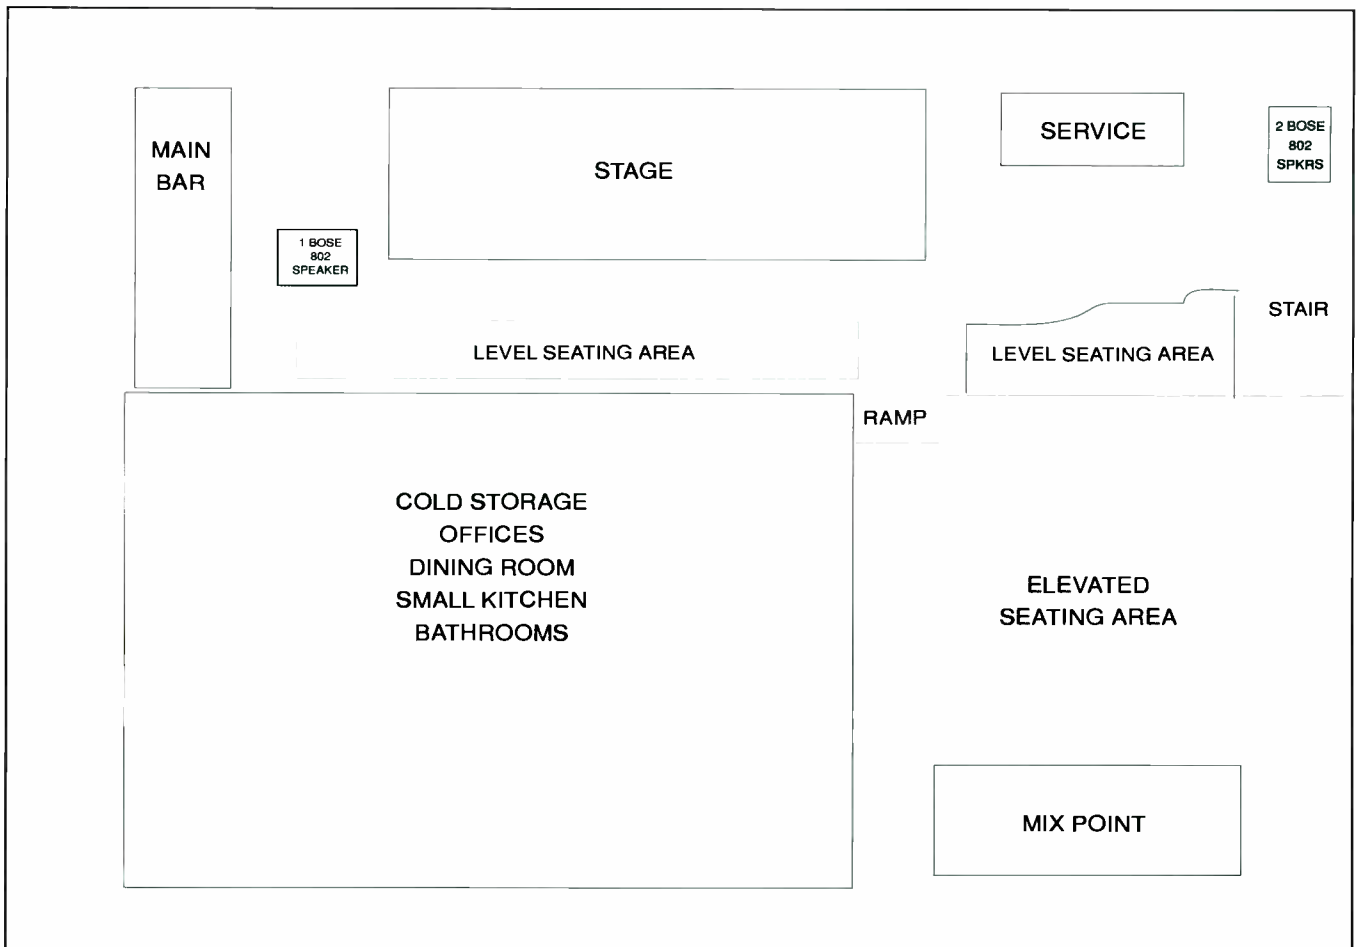 MAIN
BAR
STAGE
SERVICE
2 BOSE
802
SPKRS
1 BOSE
802
SPEAKER
STAIR
LEVEL SEATING AREA
LEVEL SEATING AREA
RAMP
COLD STORAGE
OFFICES
DINING ROOM
SMALL KITCHEN
BATHROOMS
ELEVATED
SEATING AREA
MIX POINT